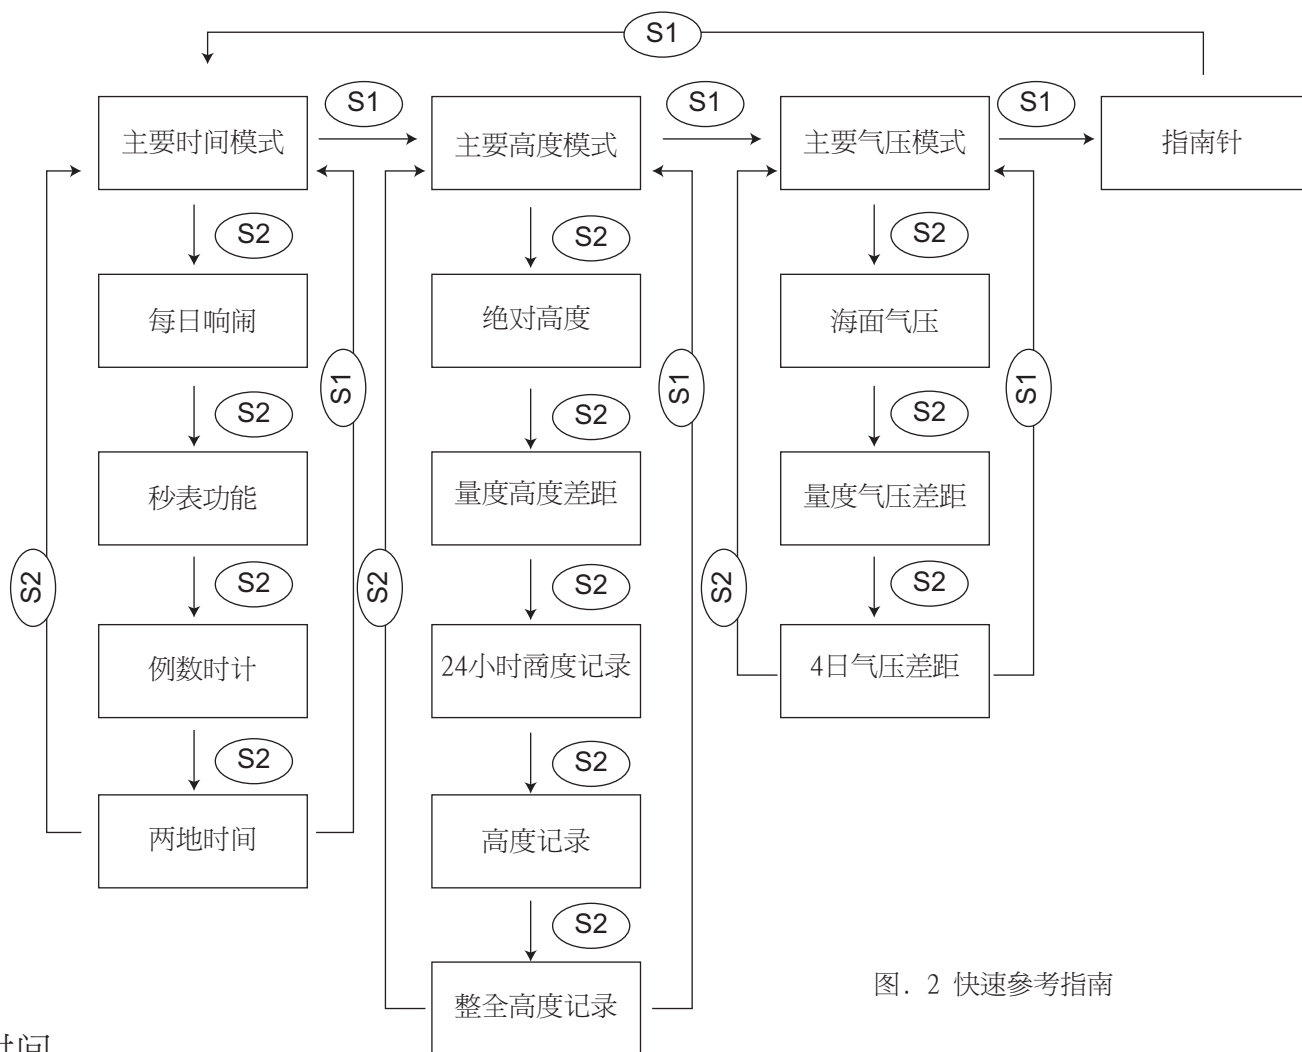 S1
S1
S1
S1
主要时间模式
主要高度模式
主要气压模式
指南针
S2
S2
S2
每日响闹
绝对高度
海面气压
S1
S1
S1
S2
S2
S2
秒表功能
量度高度差距
量度气压差距
S2
S2
S2
S2
S2
S2
例数时计
24小时商度记录
4日气压差距
S2
S2
两地时间
高度记录
S2
图. 2 快速參考指南
整全高度记录
时间